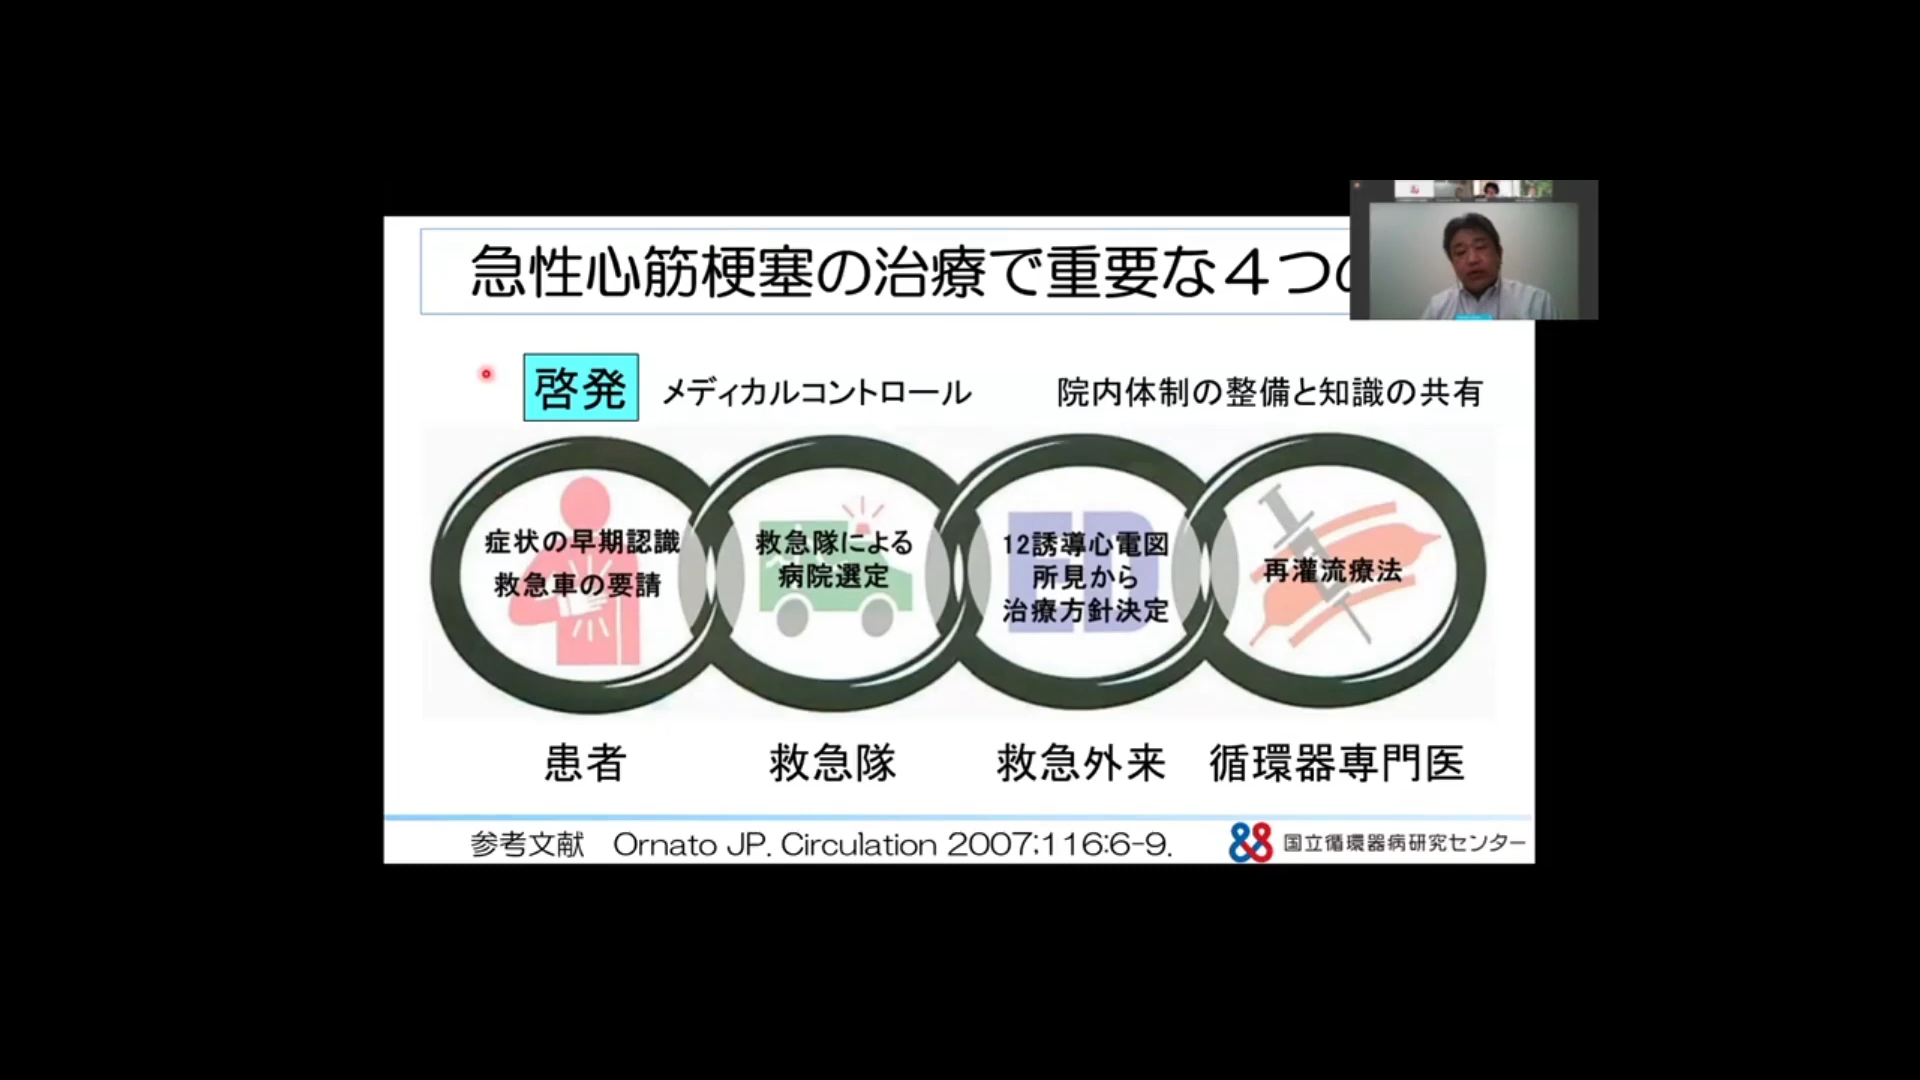 急性心筋梗塞の治療で重要な４つ
啓発 メディカルコントロール 院内体制の整備と知識の共有
症状の早期認識
救急車の要請
救急隊による
病院選定
ED
12誘導心電図
所見から
治療方針決定
再灌流療法
患者 救急隊 救急外来 循環器専門医
参考文献 Ornato JP. Circulation 2007;116:6-9.
国立循環器病研究センター